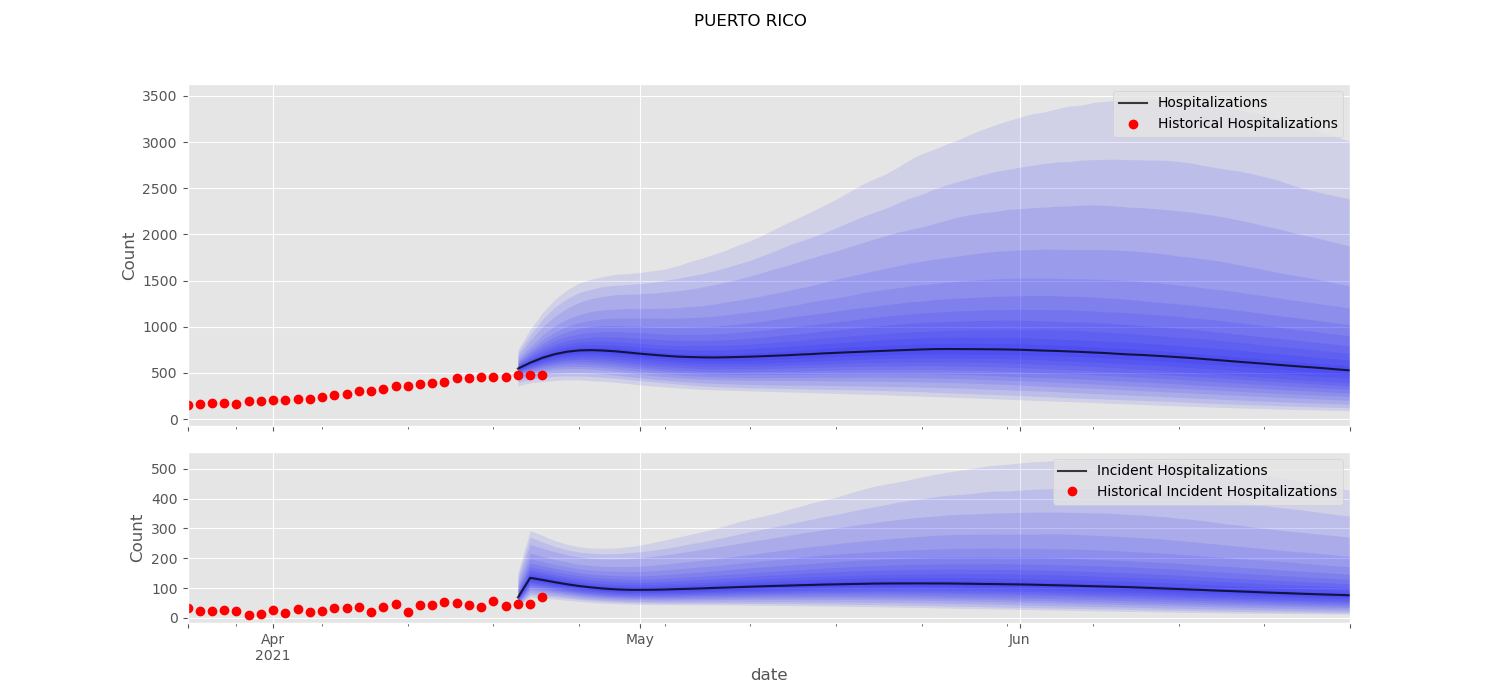 PUERTO RICO
3500
3000
2500
2000
1500
1000
500
0
Count
Hospitalizations
Historical Hospitalizations
500
400
300
200
100
0
Count
Incident Hospitalizations
Historical Incident Hospitalizations
Apr
2021
May
Jun
date